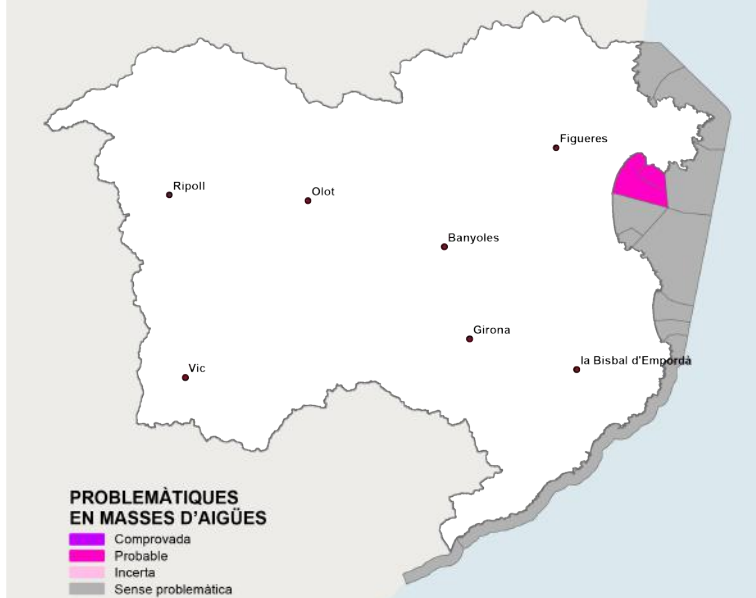 Figueres
Ripoll
Olot
Banyoles
Girona
la Bisbal d'Empordà
Vic
PROBLEMÀTIQUES
EN MASSES D'AIGÜES
Comprovada
Probable
Incerta
Sense problemàtica